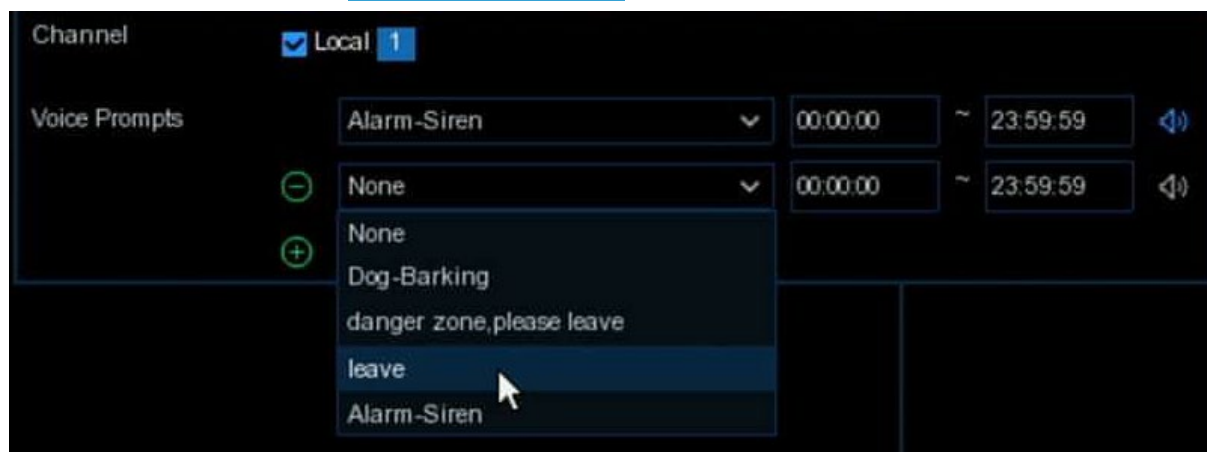 Channel Local 1
Voice Prompts Alarm-Siren 00:00:00 ~ 23:59:59
None 00:00:00 ~ 23:59:59
None
Dog-Barking
danger zone,please leave
leave
Alarm-Siren